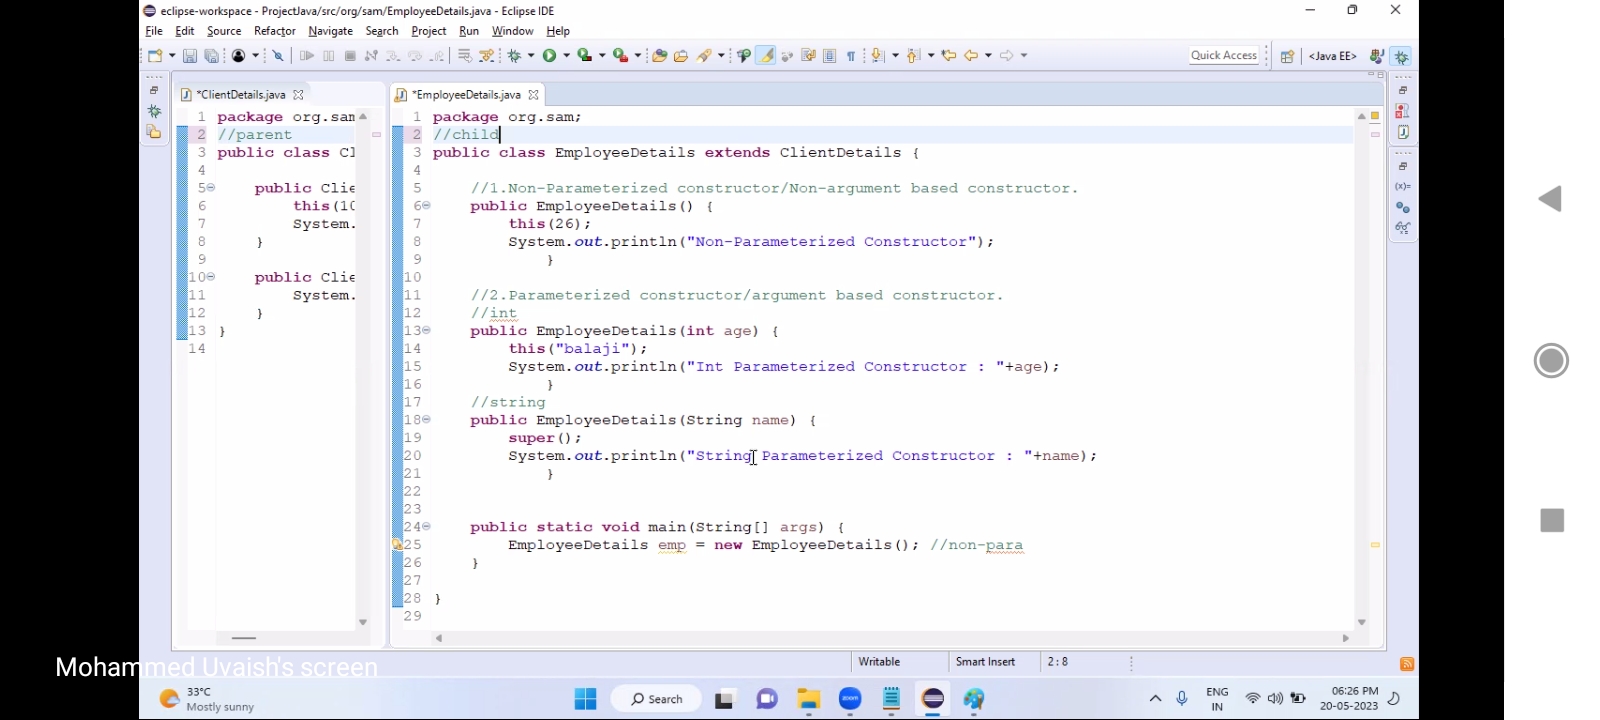 eclipse-workspace - ProjectJava/src/org/sam/EmployeeDetails.java - Eclipse IDE
File Edit Source Refactor Navigate Search Project Run Window Help
Quick Access
<Java EE>
*ClientDetails.java
1 package org.sam
2 //parent
3 public class Cl
4
5 public Clie
6 this(10
7 System.
8 }
9
10 public Clie
11 System.
12 }
13 }
14
*EmployeeDetails.java
1 package org.sam;
2 //child
3 public class EmployeeDetails extends ClientDetails {
4
5 //1.Non-Parameterized constructor/Non-argument based constructor.
6 public EmployeeDetails() {
7 this(26);
8 System.out.println("Non-Parameterized Constructor");
9 }
10
11 //2.Parameterized constructor/argument based constructor.
12 //int
13 public EmployeeDetails(int age) {
14 this("balaji");
15 System.out.println("Int Parameterized Constructor : "+age);
16 }
17 //string
18 public EmployeeDetails(String name) {
19 super();
20 System.out.println("String Parameterized Constructor : "+name);
21 }
22
23
24 public static void main(String[] args) {
25 EmployeeDetails emp = new EmployeeDetails(); //non-para
26 }
27
28 }
29
(x)=
Writable Smart Insert 2 : 8
Mohammed Uvaish's screen
33°C
Mostly sunny
Search
zoom
ENG
IN
06:26 PM
20-05-2023